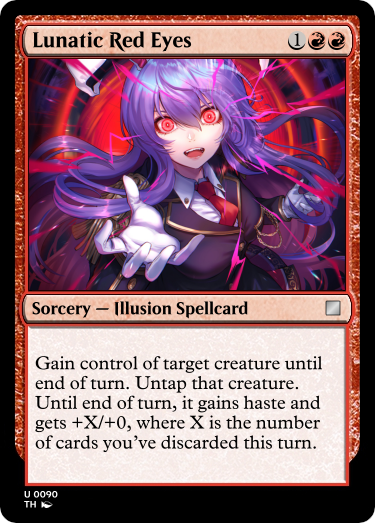 Lunatic Red Eyes 1
Sorcery — Illusion Spellcard
Gain control of target creature until
end of turn. Untap that creature.
Until end of turn, it gains haste and
gets +X/+0, where X is the number
of cards you’ve discarded this turn.
U 0090
TH